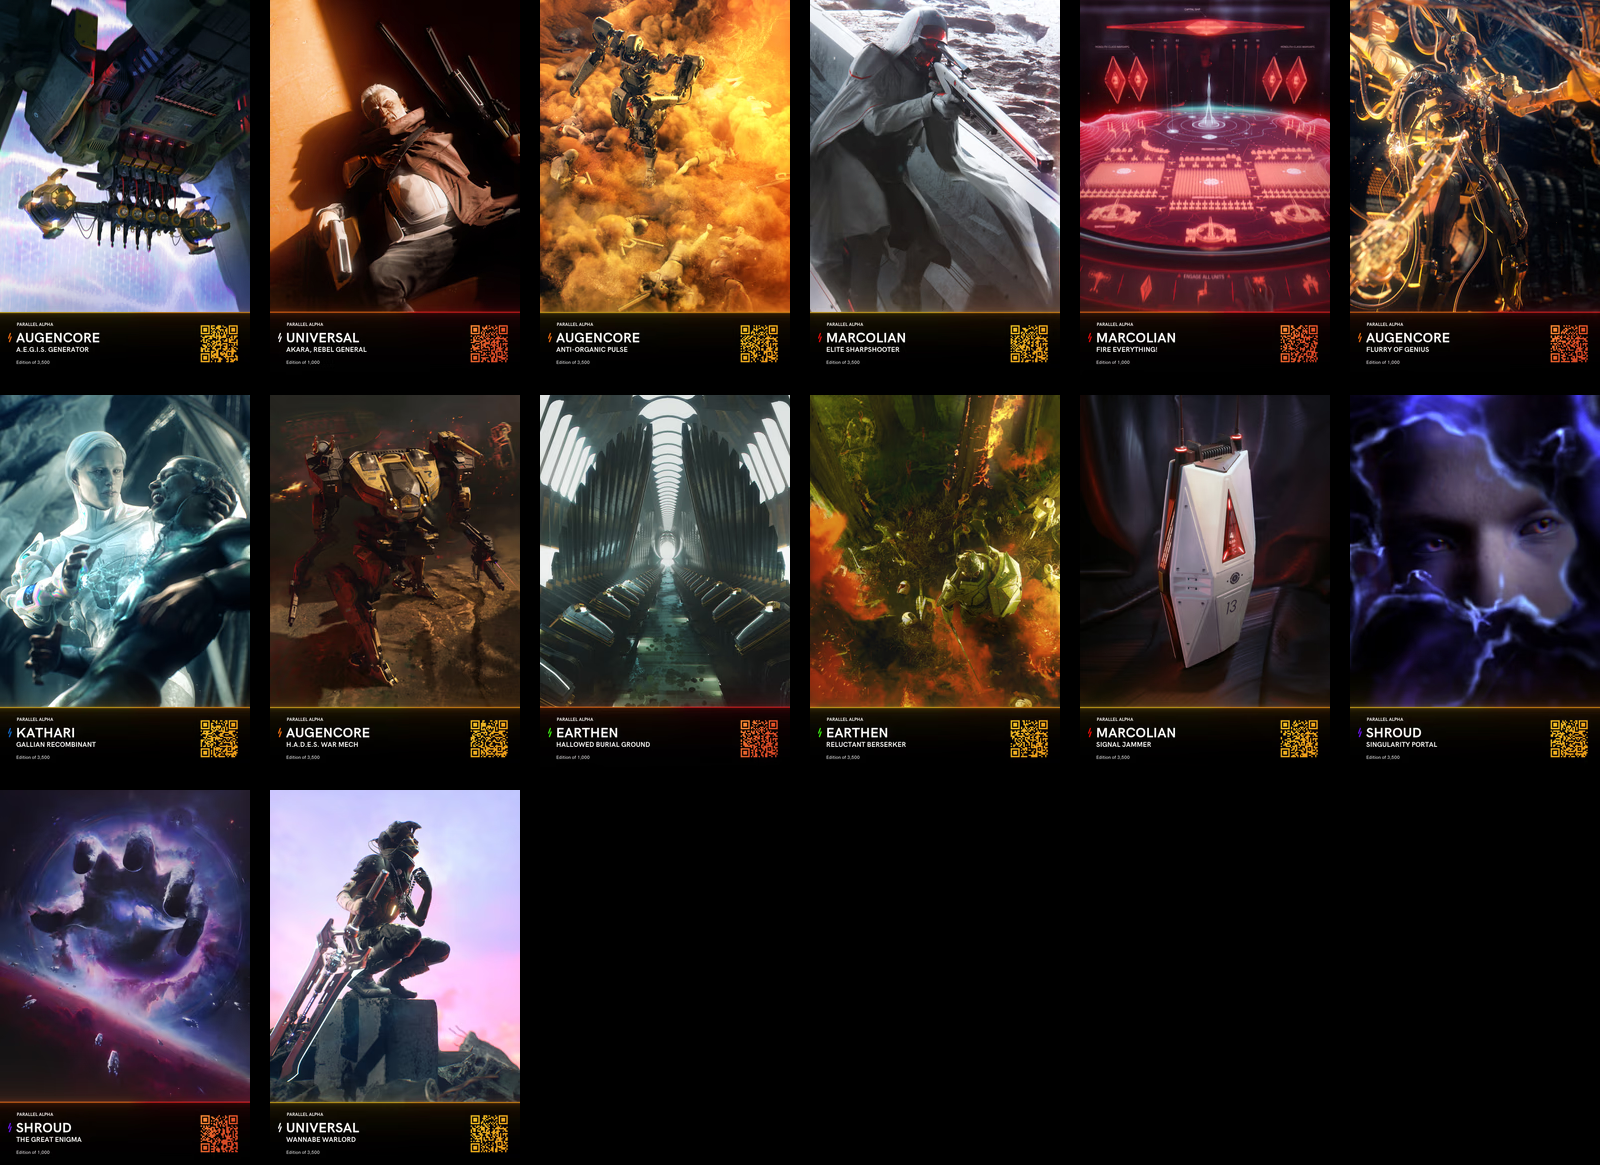 PARALLEL ALPHA
AUGENCORE
A.E.G.I.S. GENERATOR
Edition of 3,500
PARALLEL ALPHA
UNIVERSAL
AKARA, REBEL GENERAL
Edition of 1,000
PARALLEL ALPHA
AUGENCORE
ANTI-ORGANIC PULSE
Edition of 3,500
PARALLEL ALPHA
MARCOLIAN
ELITE SHARPSHOOTER
Edition of 3,500
ENGAGE ALL UNITS
PARALLEL ALPHA
MARCOLIAN
FIRE EVERYTHING!
Edition of 1,000
PARALLEL ALPHA
AUGENCORE
FLURRY OF GENIUS
Edition of 1,000
PARALLEL ALPHA
KATHARI
GALLIAN RECOMBINANT
Edition of 3,500
PARALLEL ALPHA
AUGENCORE
H.A.D.E.S. WAR MECH
Edition of 3,500
PARALLEL ALPHA
EARTHEN
HALLOWED BURIAL GROUND
Edition of 1,000
PARALLEL ALPHA
EARTHEN
RELUCTANT BERSERKER
Edition of 3,500
13
PARALLEL ALPHA
MARCOLIAN
SIGNAL JAMMER
Edition of 3,500
PARALLEL ALPHA
SHROUD
SINGULARITY PORTAL
Edition of 3,500
PARALLEL ALPHA
SHROUD
THE GREAT ENIGMA
Edition of 1,000
PARALLEL ALPHA
UNIVERSAL
WANNABE WARLORD
Edition of 3,500